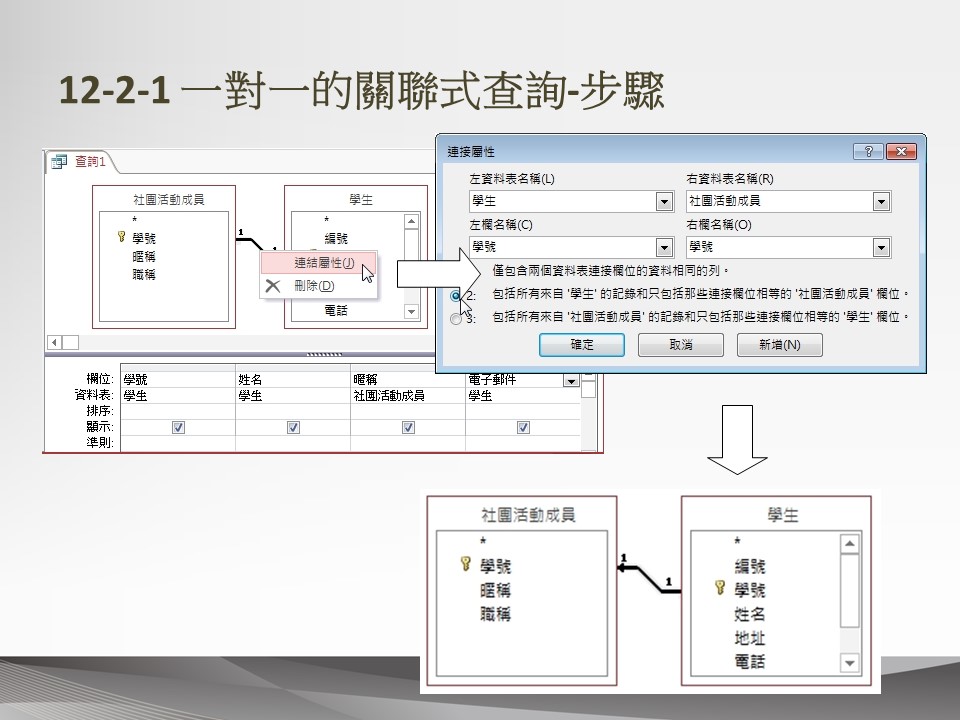 12-2-1 一對一的關聯式查詢-步驟
查詢1
社團活動成員
*
學號
暱稱
職稱
1
學生
*
編號
電話
連結屬性(J)
刪除(D)
欄位: 學號 姓名 暱稱 電子郵件
資料表: 學生 學生 社團活動成員 學生
排序:
顯示:
準則:
連接屬性
左資料表名稱(L) 右資料表名稱(R)
學生 社團活動成員
左欄名稱(C) 右欄名稱(O)
學號 學號
僅包含兩個資料表連接欄位的資料相同的列。
2: 包括所有來自 '學生' 的記錄和只包括那些連接欄位相等的 '社團活動成員' 欄位。
3: 包括所有來自 '社團活動成員' 的記錄和只包括那些連接欄位相等的 '學生' 欄位。
確定 取消 新增(N)
社團活動成員
*
學號
暱稱
職稱
1
1
學生
*
編號
學號
姓名
地址
電話